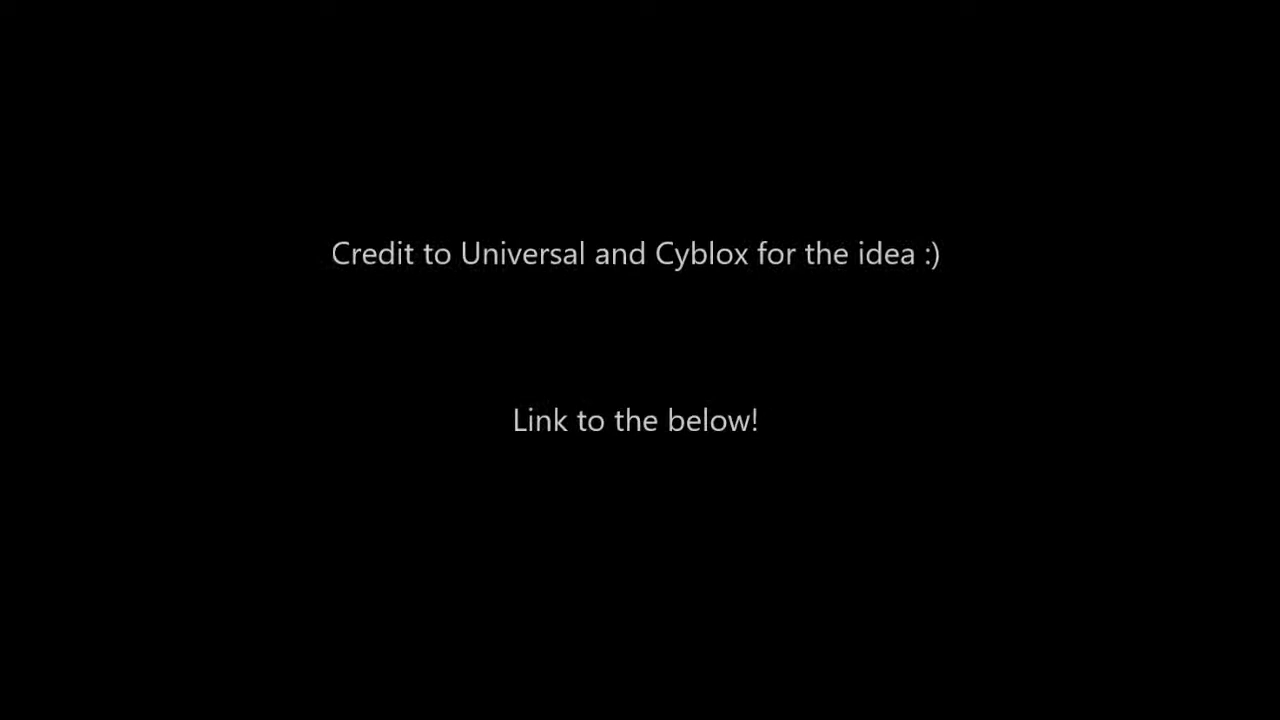 Credit to Universal and Cyblox for the idea :)
Link to the below!